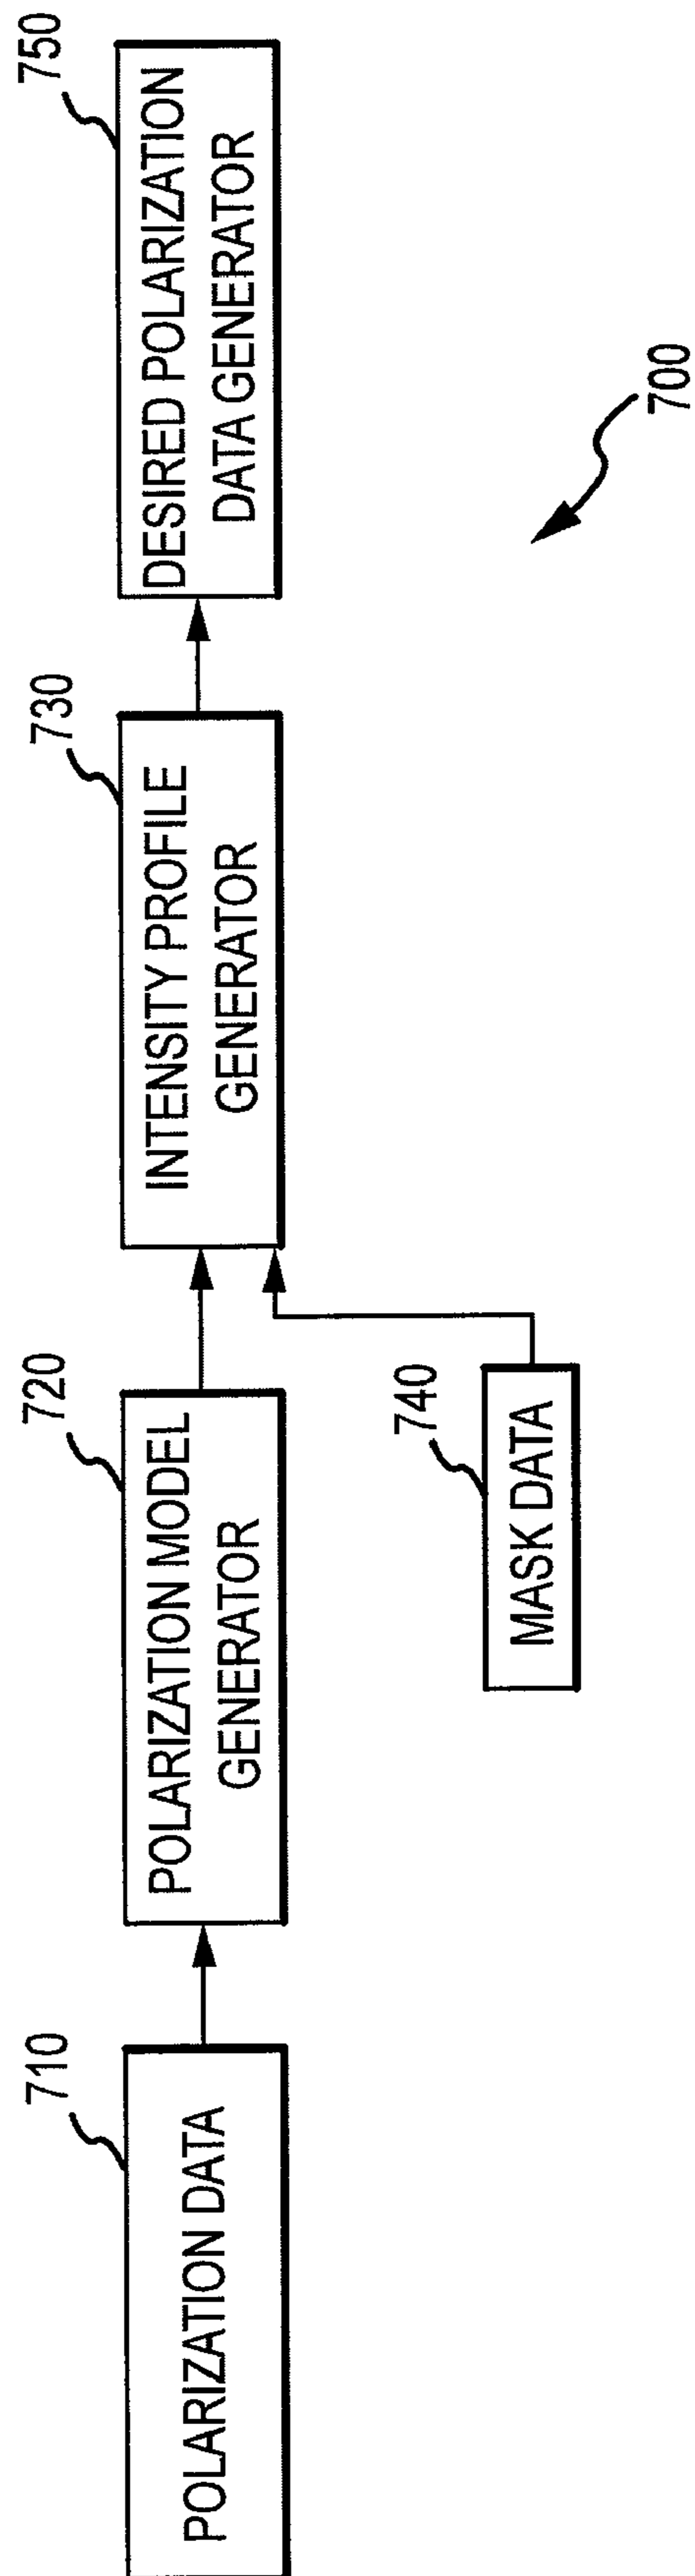 710
POLARIZATION DATA
720
POLARIZATION MODEL
GENERATOR
740
MASK DATA
730
INTENSITY PROFILE
GENERATOR
750
DESIRED POLARIZATION
DATA GENERATOR
700